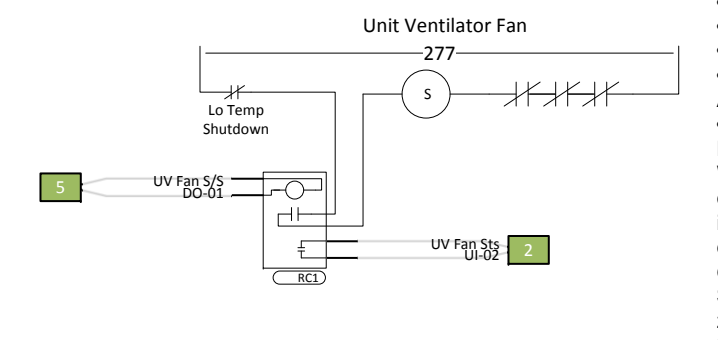 Unit Ventilator Fan
277
S
Lo Temp
Shutdown
5
UV Fan S/S
DO-01
UV Fan Sts
UI-02
2
RC1